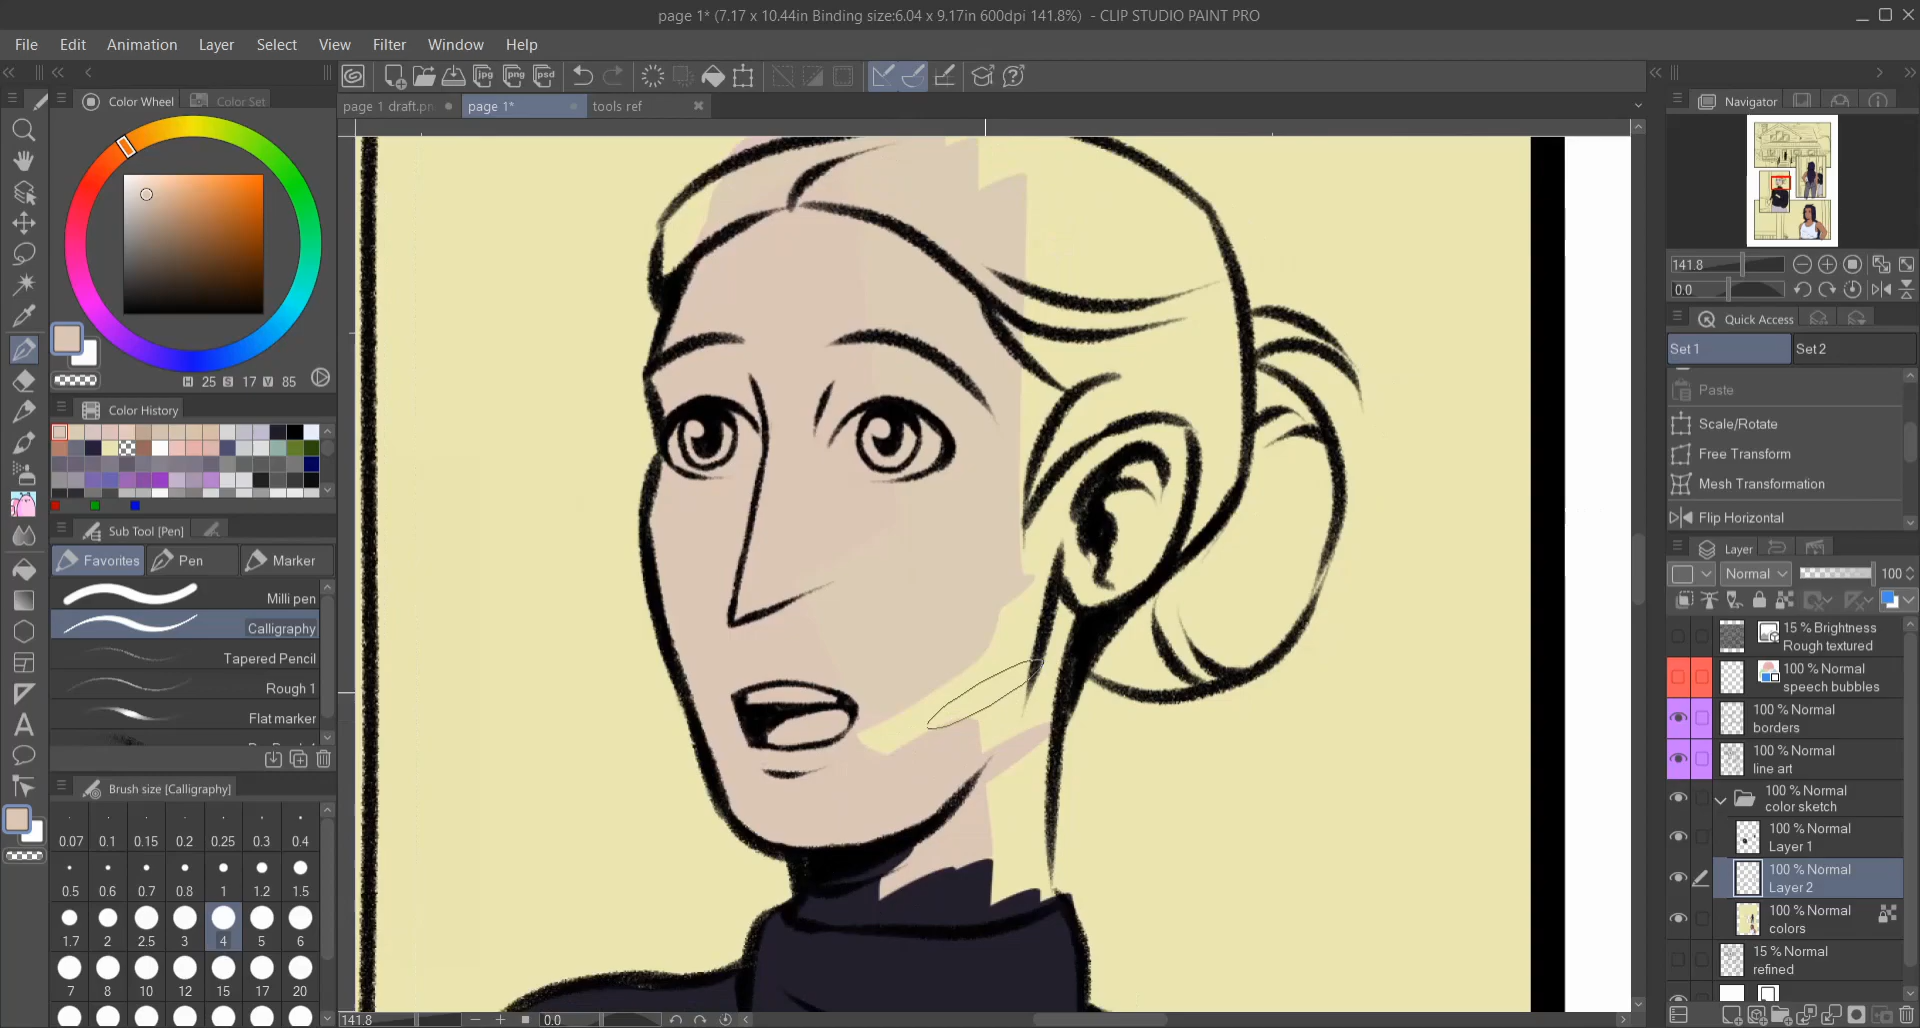 page 1* (7.17 x 10.44in Binding size:6.04 x 9.17in 600dpi 141.8%) - CLIP STUDIO PAINT PRO
File Edit Animation Layer Select View Filter Window Help
jpg png psd
Color Wheel Color Set
page 1 draft.pn page 1* tools ref
Navigator
H 25 S 17 V 85
141.8
0.0
Quick Access
Set 1 Set 2
Paste
Scale/Rotate
Free Transform
Mesh Transformation
Flip Horizontal
Color History
Sub Tool [Pen]
Favorites Pen Marker
Milli pen
Calligraphy
Tapered Pencil
Rough 1
Flat marker
Brush size [Calligraphy]
0.07 0.1 0.15 0.2 0.25 0.3 0.4
0.5 0.6 0.7 0.8 1 1.2 1.5
1.7 2 2.5 3 4 5 6
7 8 10 12 15 17 20
Layer
Normal 100
15 % Brightness
Rough textured
100 % Normal
speech bubbles
100 % Normal
borders
100 % Normal
line art
100 % Normal
color sketch
100 % Normal
Layer 1
100 % Normal
Layer 2
100 % Normal
colors
15 % Normal
refined
141.8 0.0